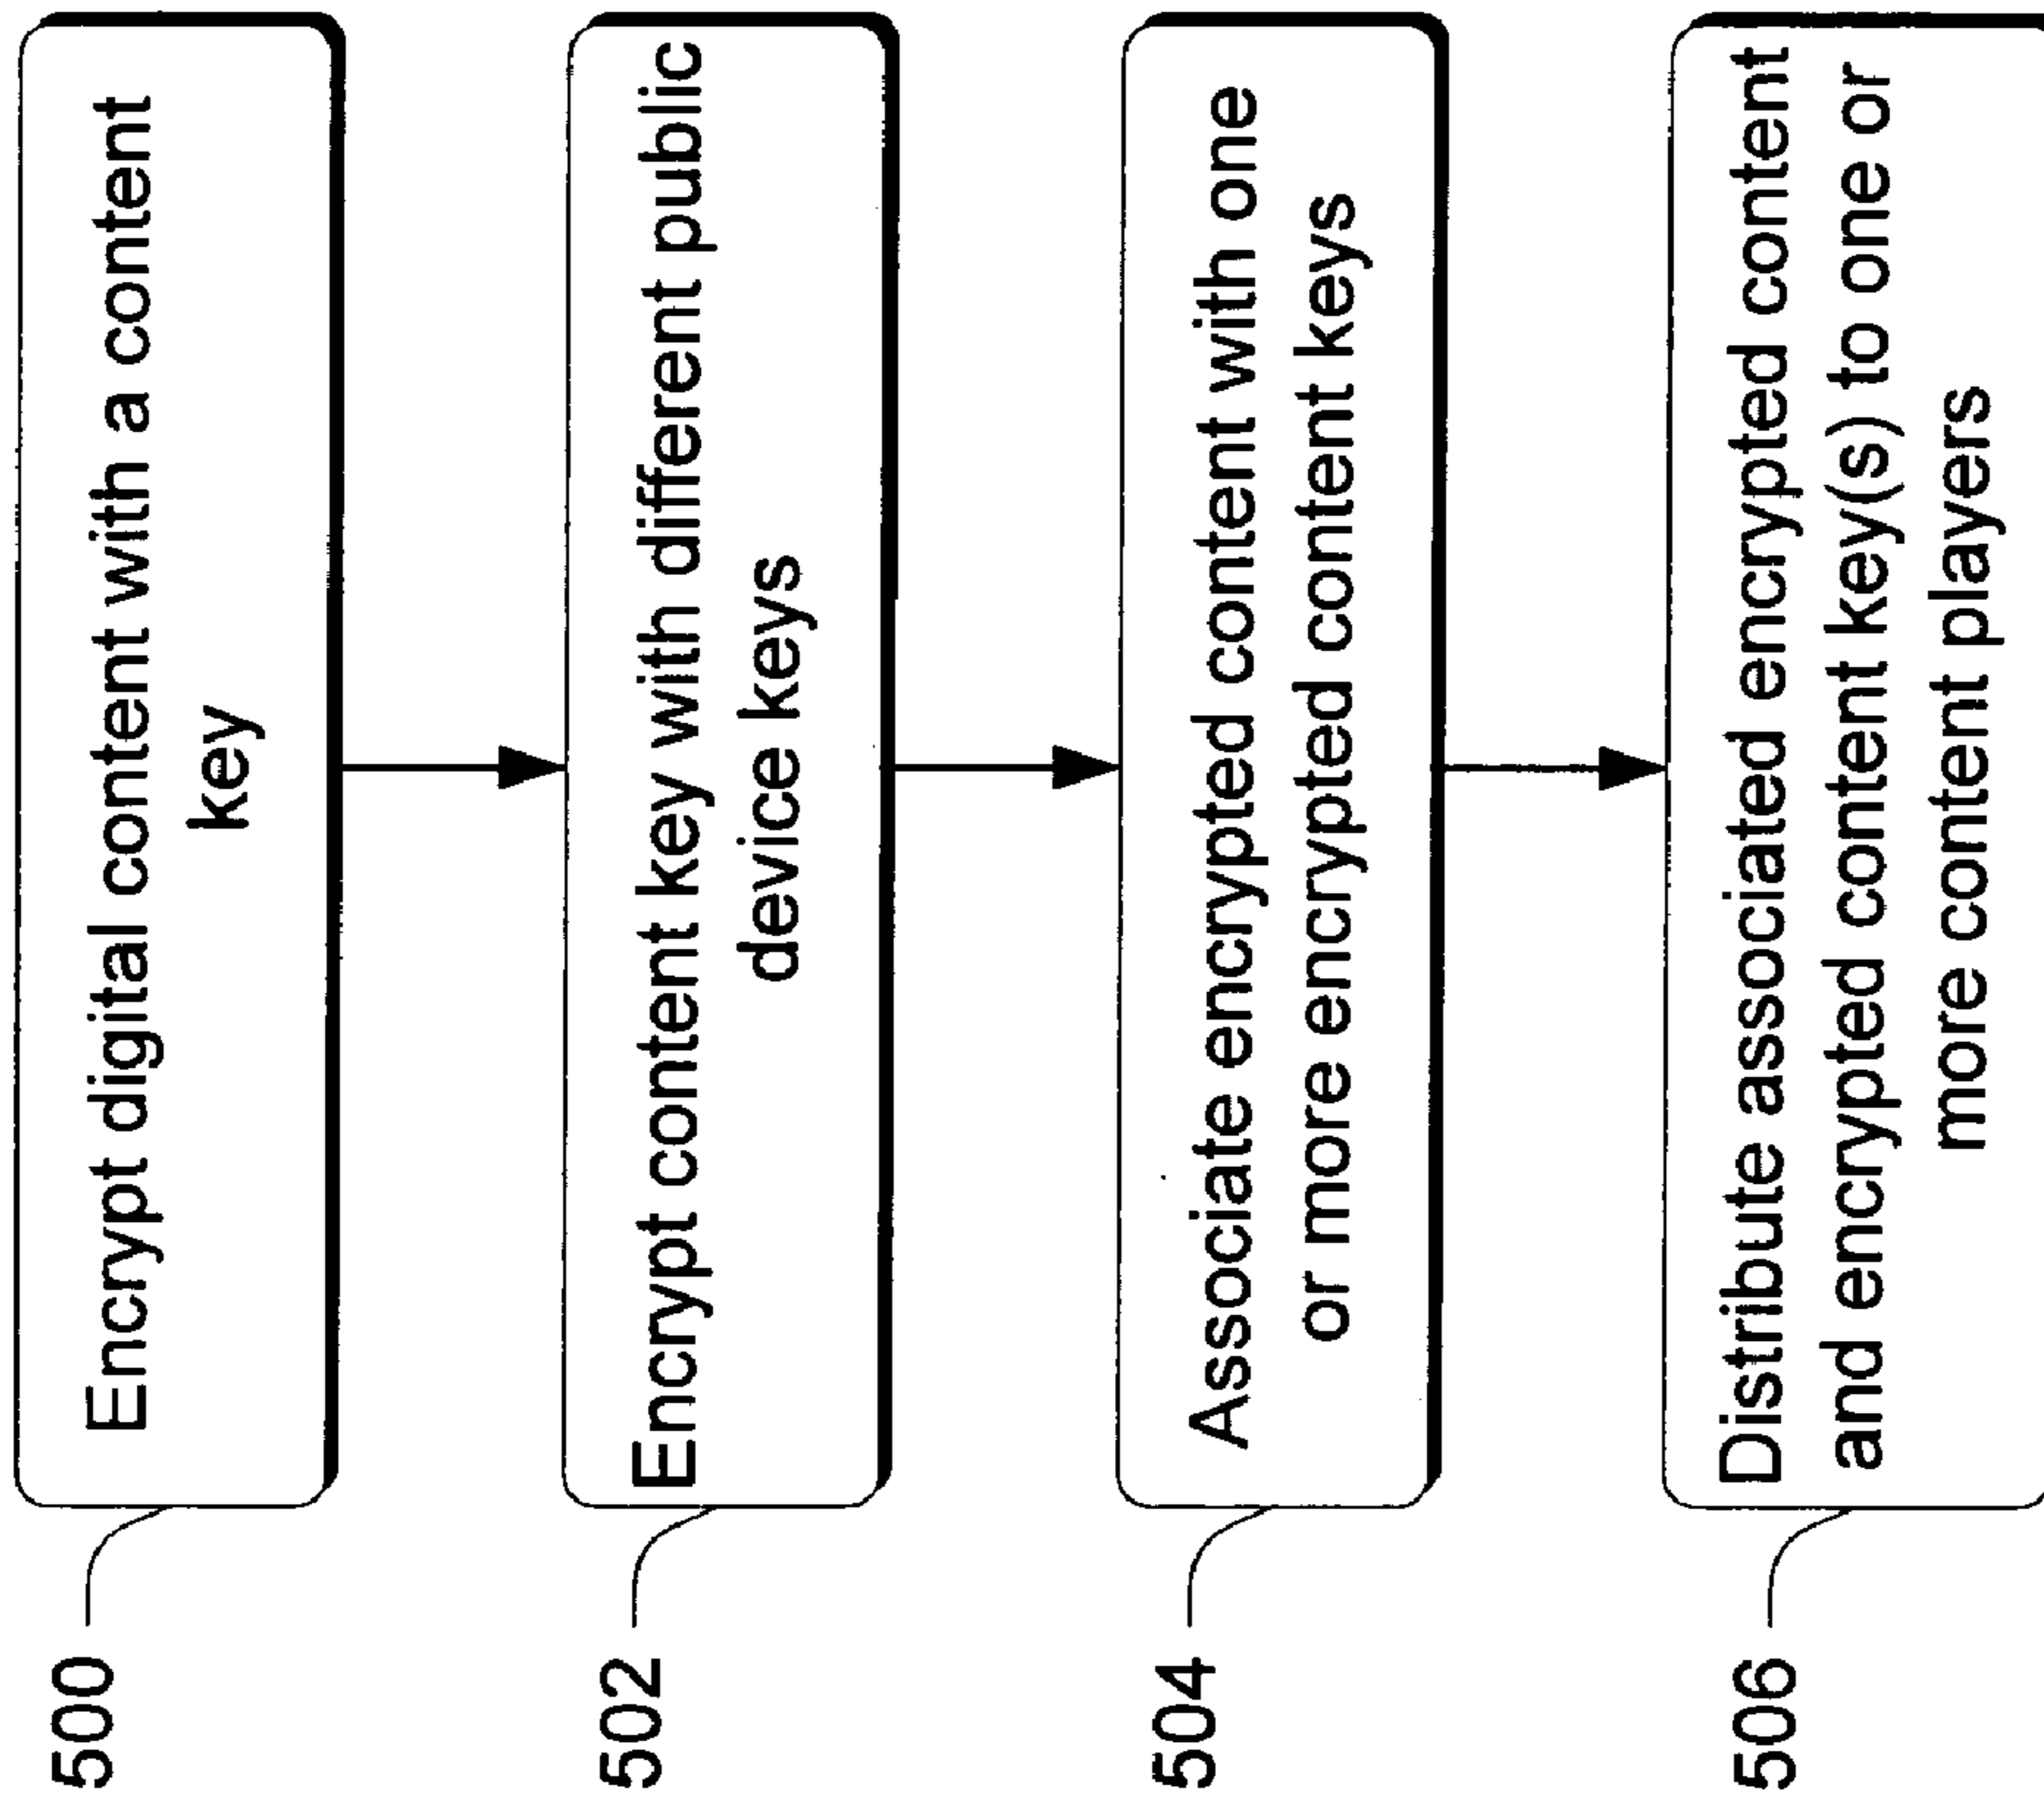 500
Encrypt digital content with a content
key
502
Encrypt content key with different public
device keys
504
Associate encrypted content with one
or more encrypted content keys
506
Distribute associated encrypted content
and encrypted content key(s) to one or
more content players